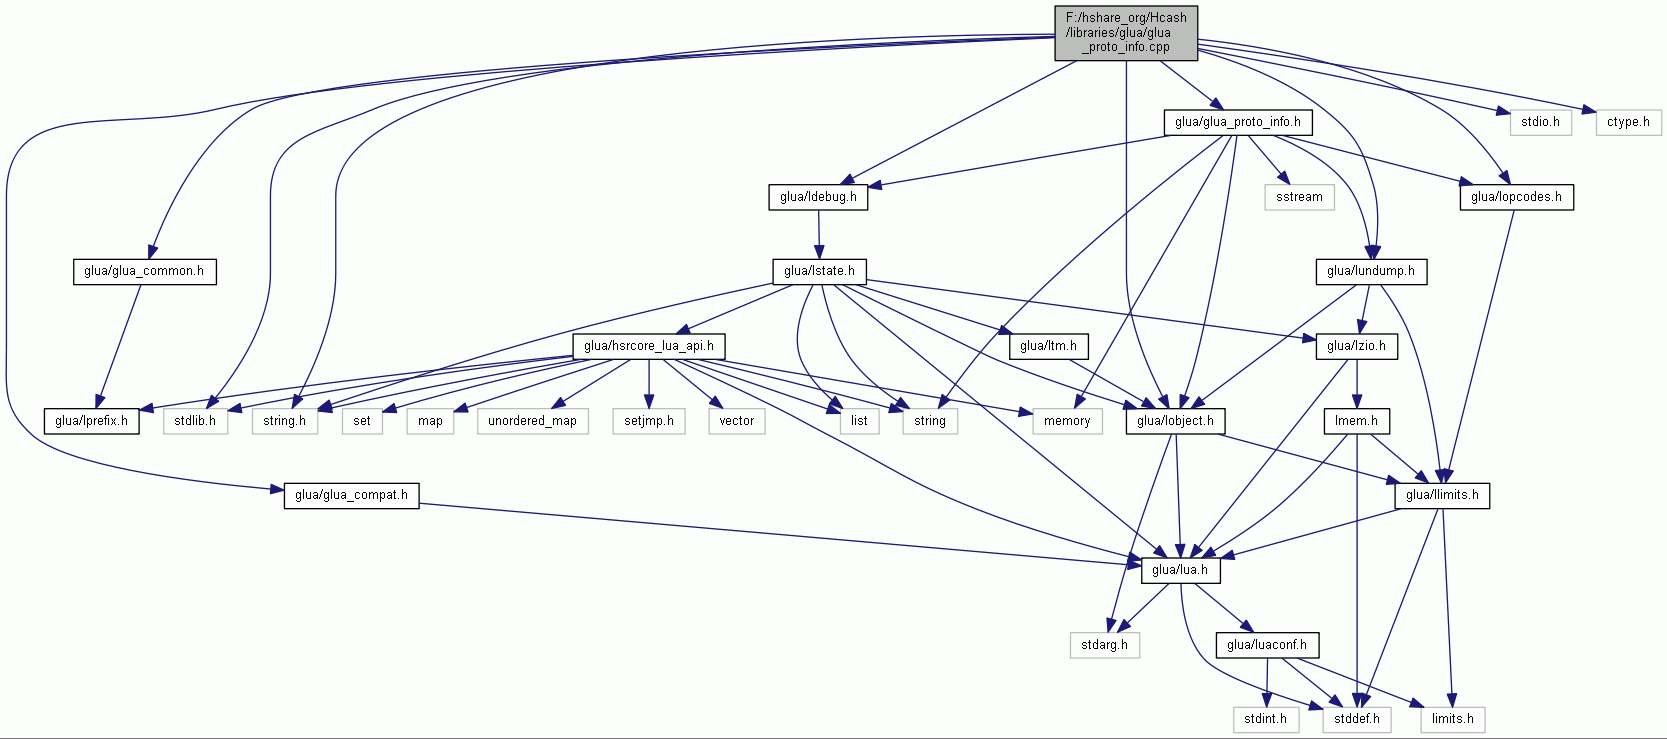 F:/hshare_org/Hcash
/libraries/glua/glua
_proto_info.cpp
glua/glua_proto_info.h
stdio.h
ctype.h
glua/ldebug.h
sstream
glua/lopcodes.h
glua/glua_common.h
glua/lstate.h
glua/lundump.h
glua/hsrcore_lua_api.h
glua/ltm.h
glua/lzio.h
glua/lprefix.h
stdlib.h
string.h
set
map
unordered_map
setjmp.h
vector
list
string
memory
glua/lobject.h
lmem.h
glua/glua_compat.h
glua/llimits.h
glua/lua.h
stdarg.h
glua/luaconf.h
stdint.h
stddef.h
limits.h